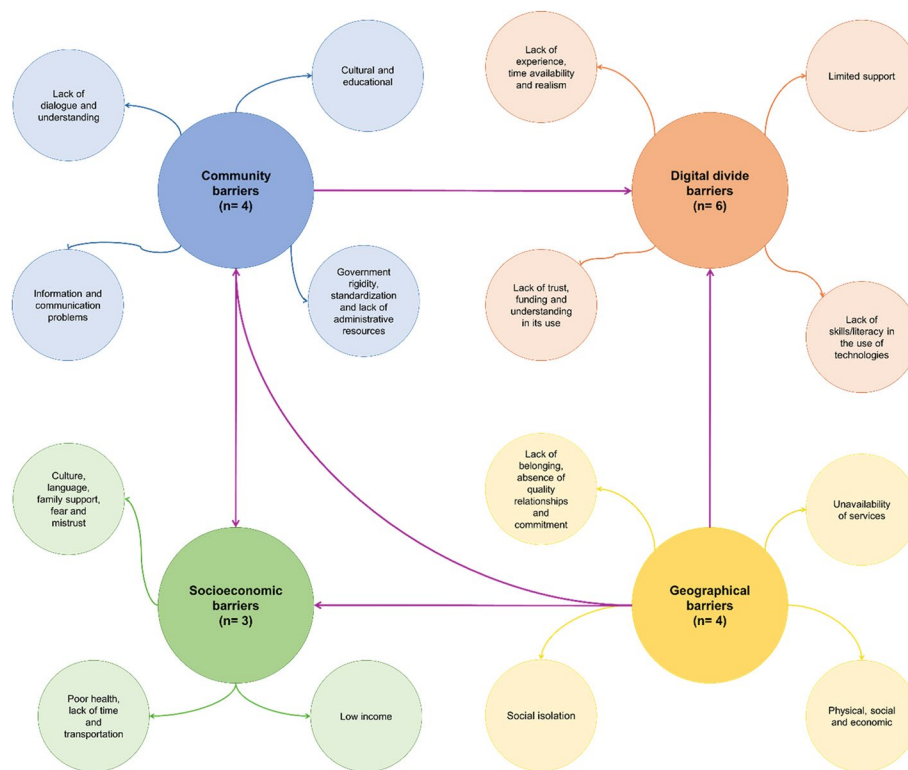 Lack of
dialogue and
understanding
Cultural and
educational
Lack of
experience,
time availability
and realism
Limited support
Community
barriers
(n= 4)
Digital divide
barriers
(n= 6)
Information and
communication
problems
Government
rigidity,
standardization
and lack of
administrative
resources
Lack of trust,
funding and
understanding
in its use
Lack of
skills/literacy in
the use of
technologies
Culture,
language,
family support,
fear and
mistrust
Lack of
belonging,
absence of
quality
relationships
and
commitment
Unavailability
of services
Socioeconomic
barriers
(n= 3)
Geographical
barriers
(n= 4)
Poor health,
lack of time
and
transportation
Low income
Social isolation
Physical, social
and economic